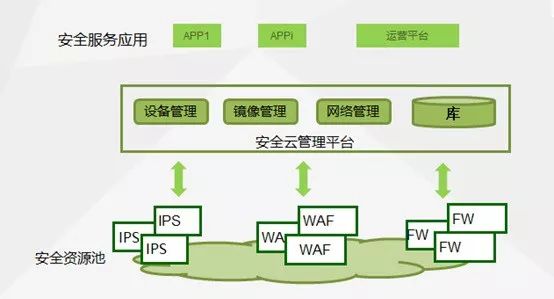 安全服务应用
APP1
APPi
运营平台
设备管理
镜像管理
网络管理
库
安全云管理平台
IPS
IPS
IPS
WAF
WA
WAF
FW
FW
FW
安全资源池